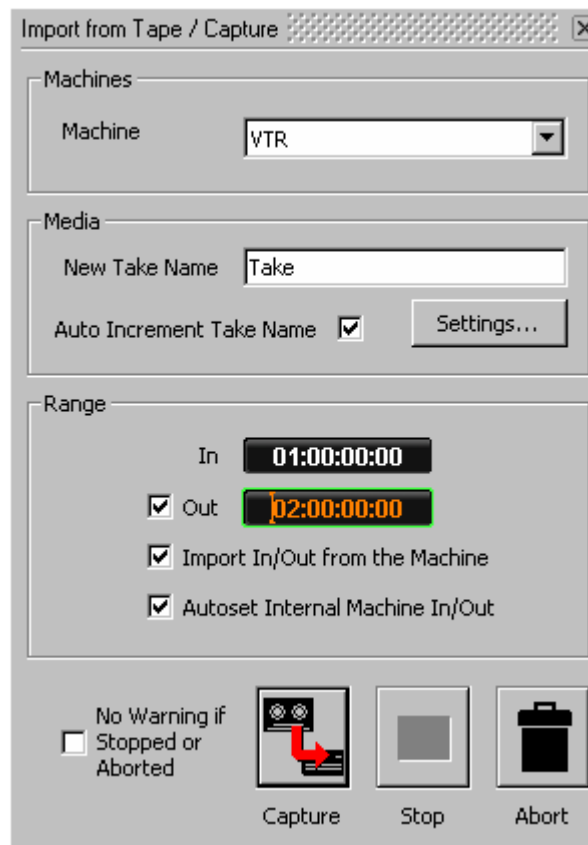 Import from Tape / Capture
Machines
Machine
VTR
Media
New Take Name
Take
Auto Increment Take Name
Settings...
Range
In
01:00:00:00
Out
02:00:00:00
Import In/Out from the Machine
Autoset Internal Machine In/Out
No Warning if
Stopped or
Aborted
Capture
Stop
Abort